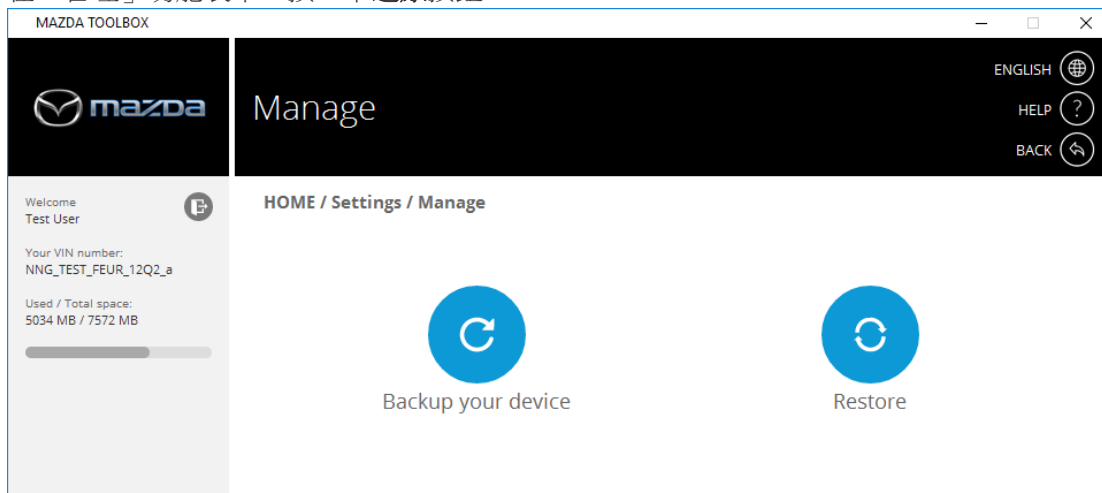 MAZDA TOOLBOX
mazda
Manage
ENGLISH
HELP
BACK
Welcome
Test User
Your VIN number:
NNG_TEST_FEUR_12Q2_a
Used / Total space:
5034 MB / 7572 MB
HOME / Settings / Manage
Backup your device
Restore